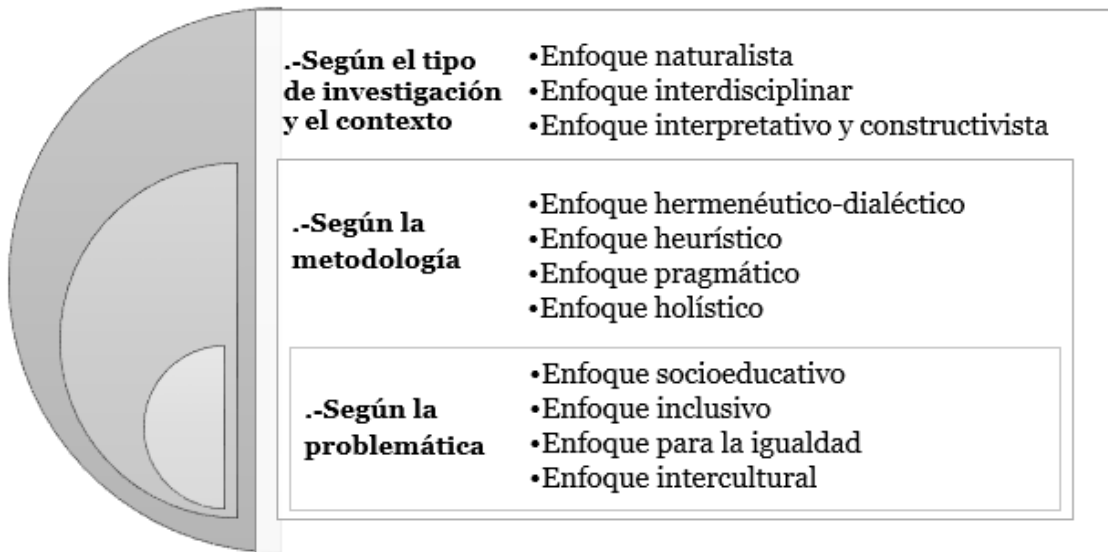 .-Según el tipo
de investigación
y el contexto
•Enfoque naturalista
•Enfoque interdisciplinar
•Enfoque interpretativo y constructivista
.-Según la
metodología
•Enfoque hermenéutico-dialéctico
•Enfoque heurístico
•Enfoque pragmático
•Enfoque holístico
.-Según la
problemática
•Enfoque socioeducativo
•Enfoque inclusivo
•Enfoque para la igualdad
•Enfoque intercultural